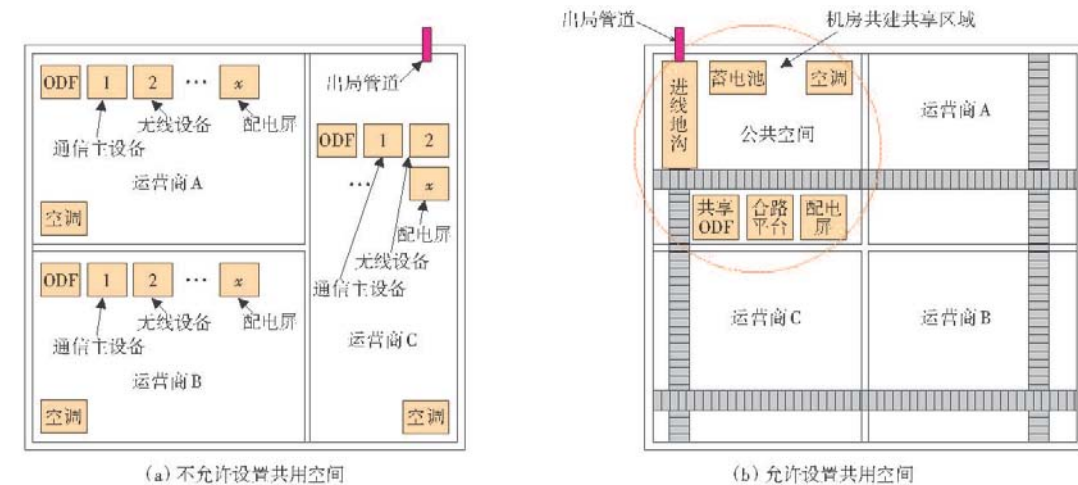 出局管道
ODF 1 2 … x
无线设备 配电屏
通信主设备
运营商A
空调
ODF 1 2
… x
配电屏
无线设备
通信主设备
运营商C
空调
ODF 1 2 … x
无线设备 配电屏
通信主设备
运营商B
空调
(a) 不允许设置共用空间
出局管道
机房共建共享区域
进线地沟
蓄电池
空调
公共空间
运营商A
共享
ODF
合路
平台
配电
屏
运营商C
运营商B
(b) 允许设置共用空间